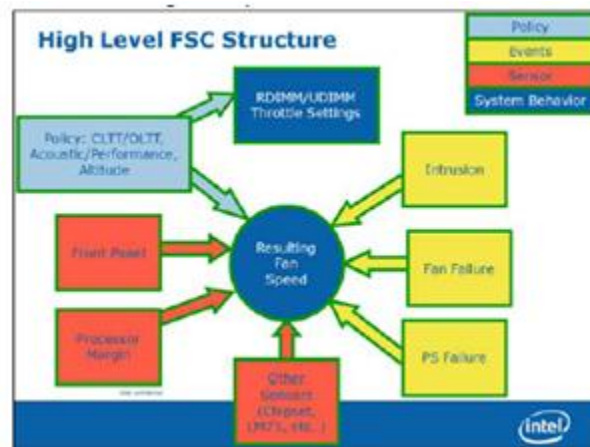 High Level FSC Structure
Policy
Events
Sensor
System Behavior
RDIMM/UDIMM
Throttle Settings
Policy: CLTT/OLTT,
Acoustic/Performance,
Altitude
Intrusion
Front Panel
Resulting
Fan
Speed
Fan Failure
Processor
Margin
PS Failure
Other
Sensors
(Chipset,
etc.)
intel